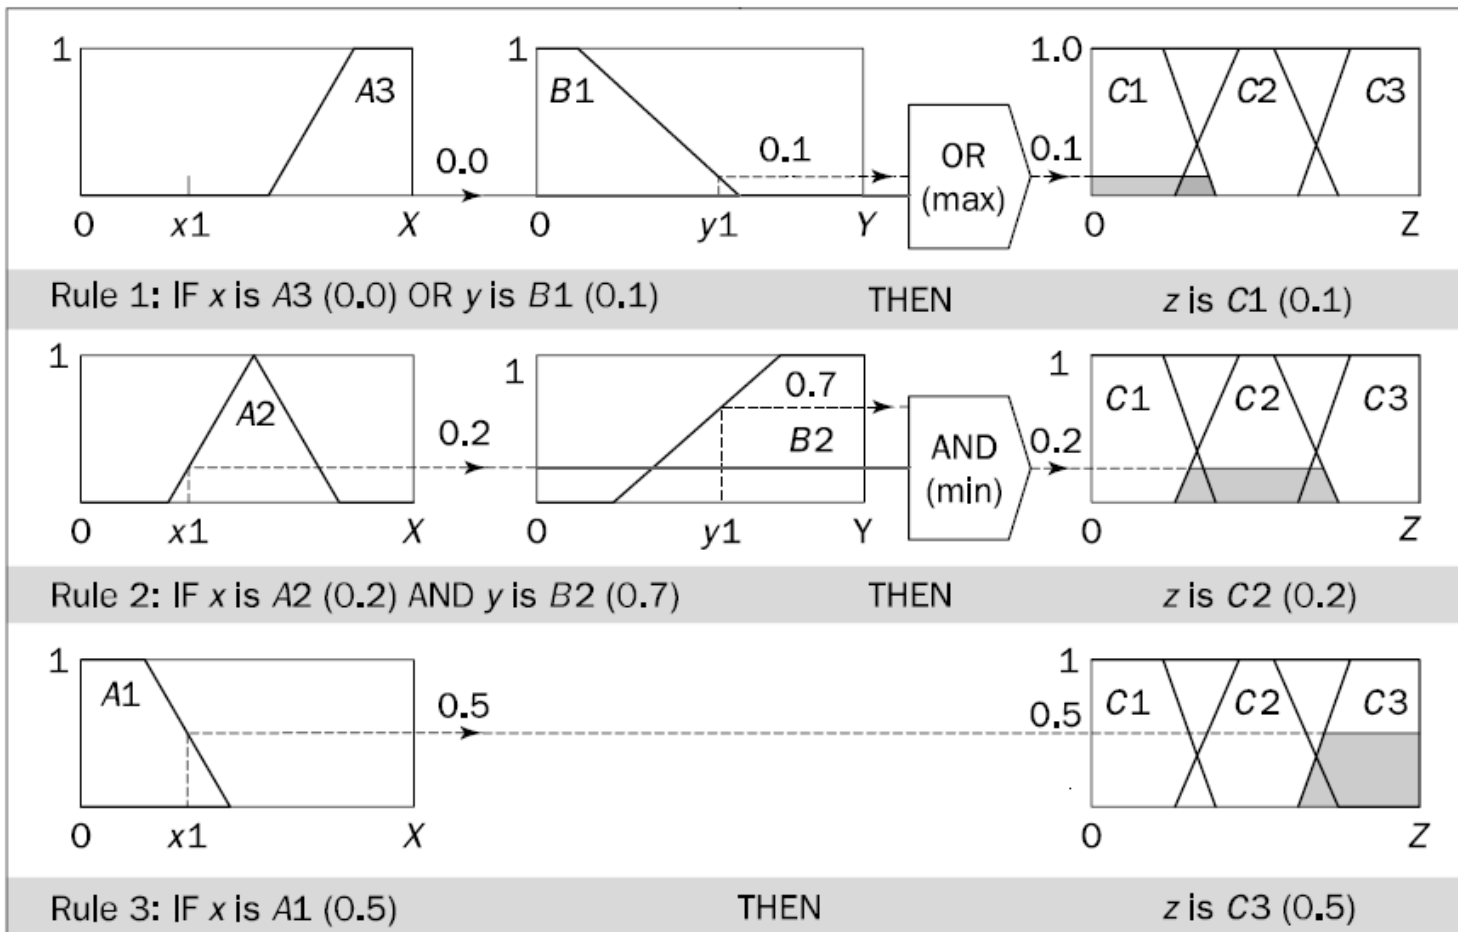 1 A3 0.0 1 B1 0.1 OR (max) 0.1 1.0 C1 C2 C3
0 x1 X 0 y1 Y 0 Z
Rule 1: IF x is A3 (0.0) OR y is B1 (0.1) THEN z is C1 (0.1)
1 A2 0.2 1 0.7 B2 AND (min) 0.2 1 C1 C2 C3
0 x1 X 0 y1 Y 0 Z
Rule 2: IF x is A2 (0.2) AND y is B2 (0.7) THEN z is C2 (0.2)
1 A1 0.5 1 0.5 C1 C2 C3
0 x1 X 0 Z
Rule 3: IF x is A1 (0.5) THEN z is C3 (0.5)